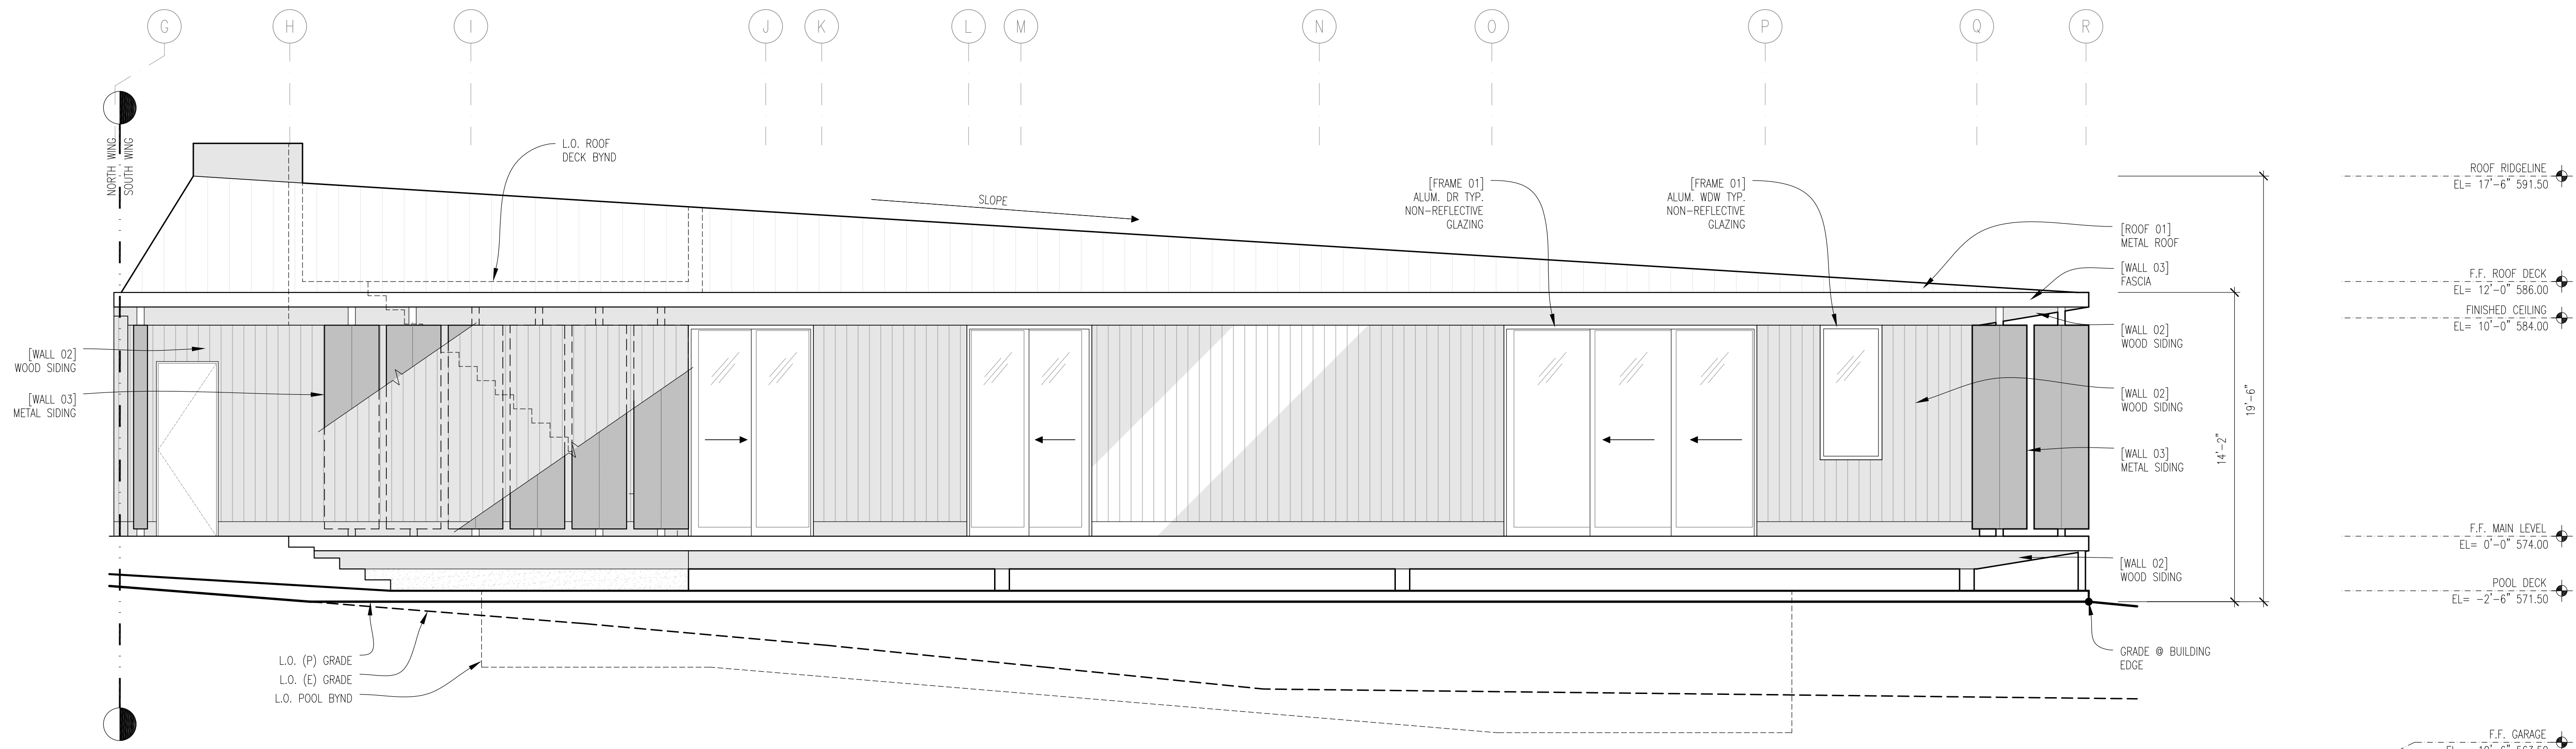 G H I J K L M N O P Q R
NORTH WING
SOUTH WING
L.O. ROOF
DECK BYND
SLOPE
[FRAME 01]
ALUM. DR TYP.
NON-REFLECTIVE
GLAZING
[FRAME 01]
ALUM. WDW TYP.
NON-REFLECTIVE
GLAZING
[ROOF 01]
METAL ROOF
[WALL 03]
FASCIA
[WALL 02]
WOOD SIDING
[WALL 02]
WOOD SIDING
[WALL 03]
METAL SIDING
[WALL 02]
WOOD SIDING
GRADE @ BUILDING
EDGE
[WALL 02]
WOOD SIDING
[WALL 03]
METAL SIDING
L.O. (P) GRADE
L.O. (E) GRADE
L.O. POOL BYND
14'-2"
19'-6"
ROOF RIDGELINE
EL= 17'-6" 591.50
F.F. ROOF DECK
EL= 12'-0" 586.00
FINISHED CEILING
EL= 10'-0" 584.00
F.F. MAIN LEVEL
EL= 0'-0" 574.00
POOL DECK
EL= -2'-6" 571.50
F.F. GARAGE